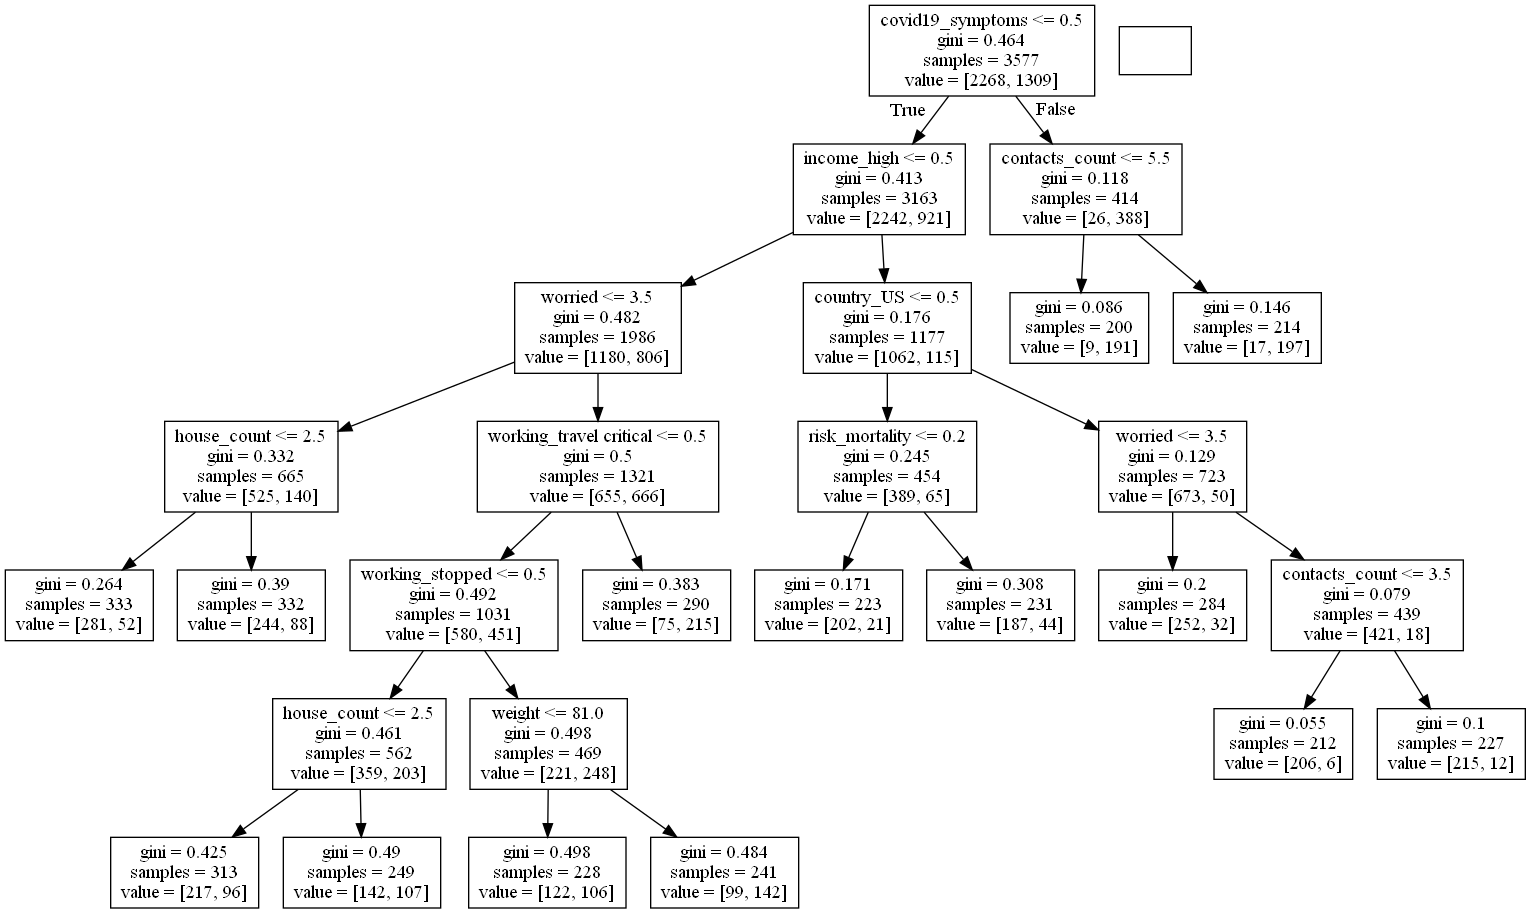 covid19_symptoms <= 0.5
gini = 0.464
samples = 3577
value = [2268, 1309]
True
False
income_high <= 0.5
gini = 0.413
samples = 3163
value = [2242, 921]
contacts_count <= 5.5
gini = 0.118
samples = 414
value = [26, 388]
worried <= 3.5
gini = 0.482
samples = 1986
value = [1180, 806]
country_US <= 0.5
gini = 0.176
samples = 1177
value = [1062, 115]
gini = 0.086
samples = 200
value = [9, 191]
gini = 0.146
samples = 214
value = [17, 197]
house_count <= 2.5
gini = 0.332
samples = 665
value = [525, 140]
working_travel critical <= 0.5
gini = 0.5
samples = 1321
value = [655, 666]
risk_mortality <= 0.2
gini = 0.245
samples = 454
value = [389, 65]
worried <= 3.5
gini = 0.129
samples = 723
value = [673, 50]
gini = 0.264
samples = 333
value = [281, 52]
gini = 0.39
samples = 332
value = [244, 88]
working_stopped <= 0.5
gini = 0.492
samples = 1031
value = [580, 451]
gini = 0.383
samples = 290
value = [75, 215]
gini = 0.171
samples = 223
value = [202, 21]
gini = 0.308
samples = 231
value = [187, 44]
gini = 0.2
samples = 284
value = [252, 32]
contacts_count <= 3.5
gini = 0.079
samples = 439
value = [421, 18]
house_count <= 2.5
gini = 0.461
samples = 562
value = [359, 203]
weight <= 81.0
gini = 0.498
samples = 469
value = [221, 248]
gini = 0.055
samples = 212
value = [206, 6]
gini = 0.1
samples = 227
value = [215, 12]
gini = 0.425
samples = 313
value = [217, 96]
gini = 0.49
samples = 249
value = [142, 107]
gini = 0.498
samples = 228
value = [122, 106]
gini = 0.484
samples = 241
value = [99, 142]